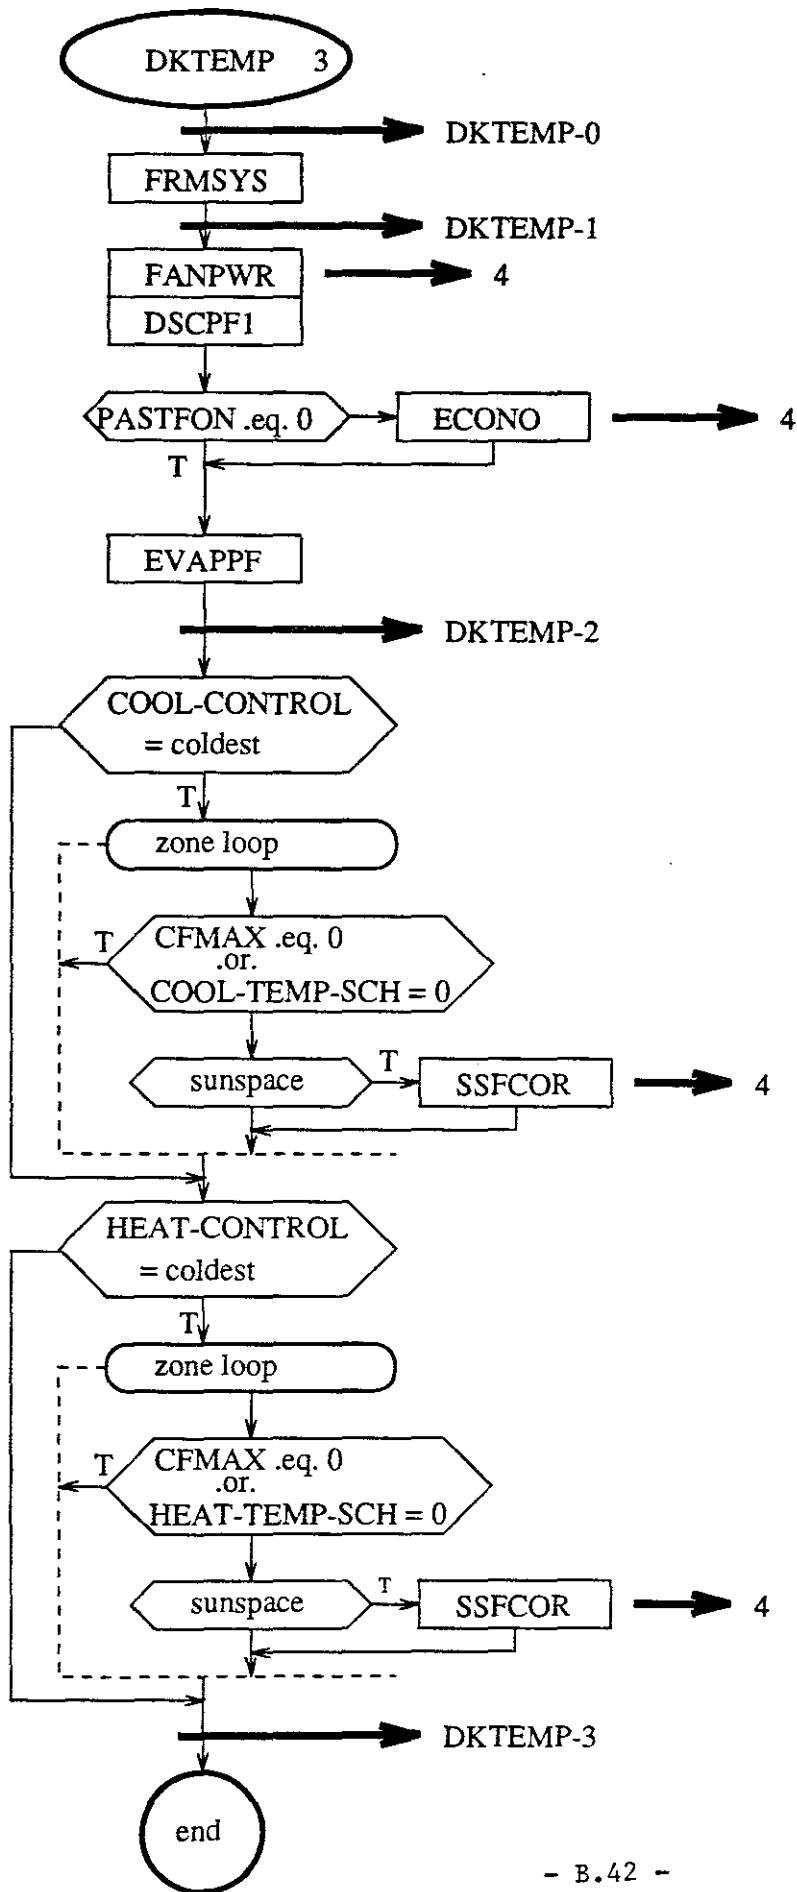 DKTEMP 3
DKTEMP-0
FRMSYS
DKTEMP-1
FANPWR 4
DSCPF1
PASTFON .eq. 0 ECONO 4
T
EVAPPF
DKTEMP-2
COOL-CONTROL
= coldest
T
zone loop
T CFMAX .eq. 0
.or.
COOL-TEMP-SCH = 0
sunspace T SSFCOR 4
HEAT-CONTROL
= coldest
T
zone loop
T CFMAX .eq. 0
.or.
HEAT-TEMP-SCH = 0
sunspace T SSFCOR 4
DKTEMP-3
end
- B.42 -